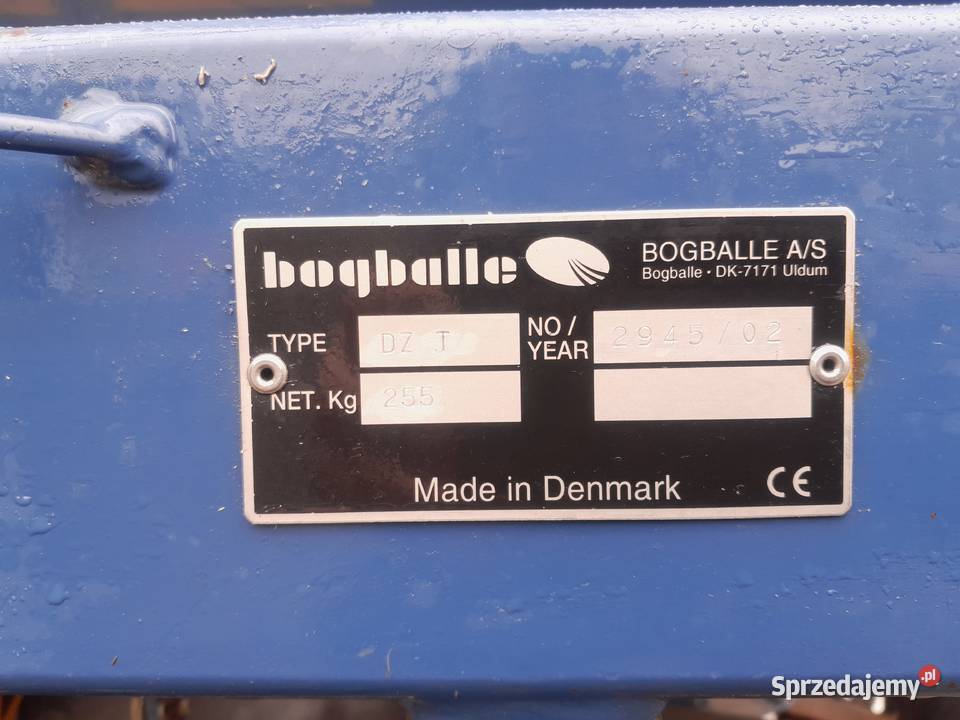 bogballe
BOGBALLE A/S
Bogballe · DK-7171 Uldum
TYPE DZ J
NO / YEAR 2945/02
NET. Kg 255
Made in Denmark
CE
Sprzedajemy.pl